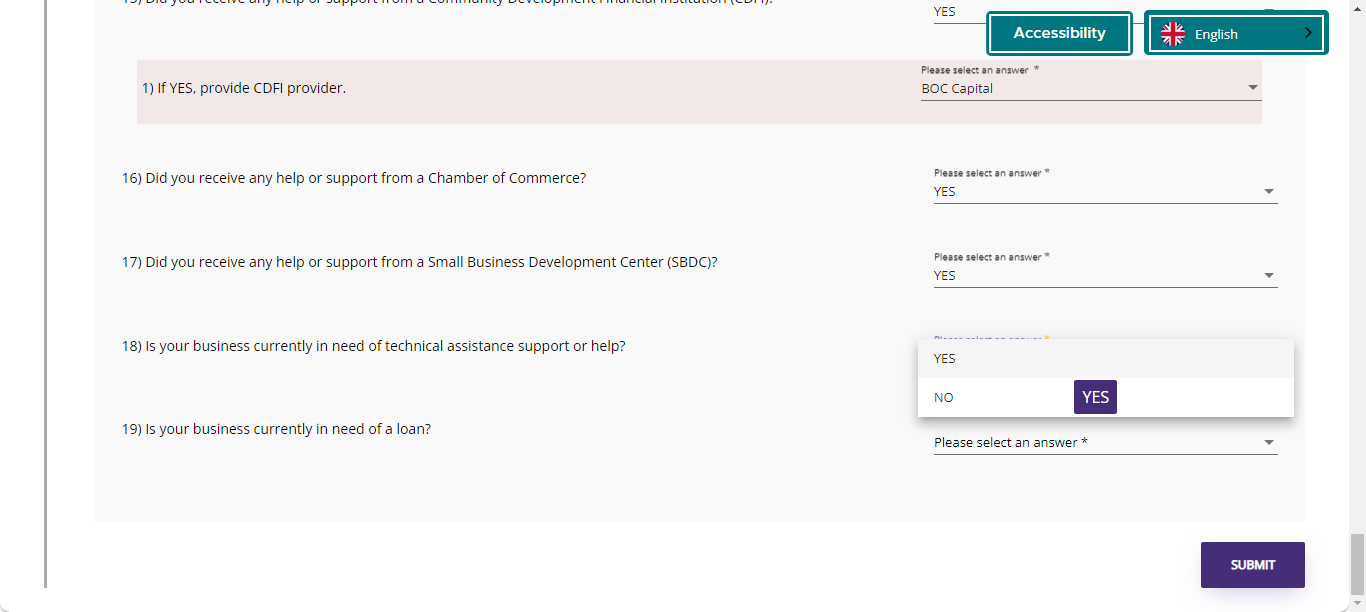 15) Did you receive any help or support from a Community Development Financial Institution (CDFI)?
YES
Accessibility
English
1) If YES, provide CDFI provider.
Please select an answer *
BOC Capital
16) Did you receive any help or support from a Chamber of Commerce?
Please select an answer *
YES
17) Did you receive any help or support from a Small Business Development Center (SBDC)?
Please select an answer *
YES
18) Is your business currently in need of technical assistance support or help?
Please select an answer *
YES
NO
YES
19) Is your business currently in need of a loan?
Please select an answer *
SUBMIT